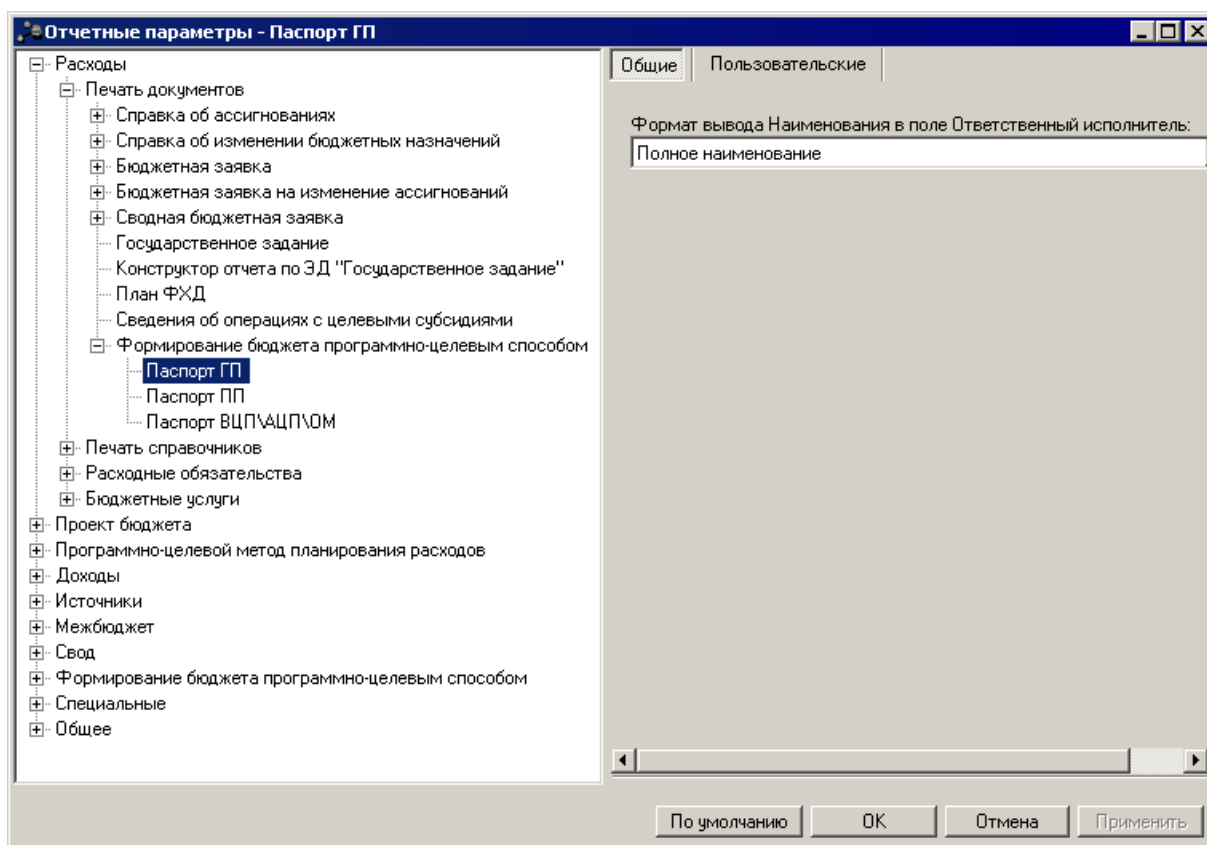 Отчетные параметры - Паспорт ГП
Расходы
Печать документов
Справка об ассигнованиях
Справка об изменении бюджетных назначений
Бюджетная заявка
Бюджетная заявка на изменение ассигнований
Сводная бюджетная заявка
Государственное задание
Конструктор отчета по ЭД "Государственное задание"
План ФХД
Сведения об операциях с целевыми субсидиями
Формирование бюджета программно-целевым способом
Паспорт ГП
Паспорт ПП
Паспорт ВЦП\АЦП\ОМ
Печать справочников
Расходные обязательства
Бюджетные услуги
Проект бюджета
Программно-целевой метод планирования расходов
Доходы
Источники
Межбюджет
Свод
Формирование бюджета программно-целевым способом
Специальные
Общее
Общие Пользовательские
Формат вывода Наименования в поле Ответственный исполнитель:
Полное наименование
По умолчанию OK Отмена Применить